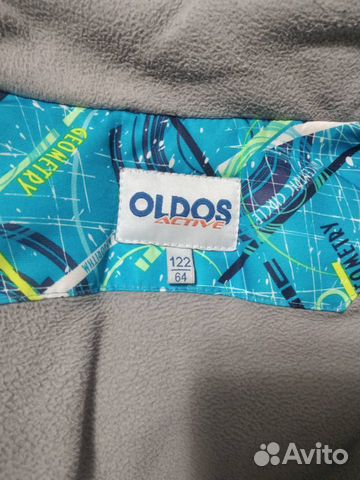 GEOMETRY
OLDOS
ACTIVE
122
64
GEOMETRY
Avito